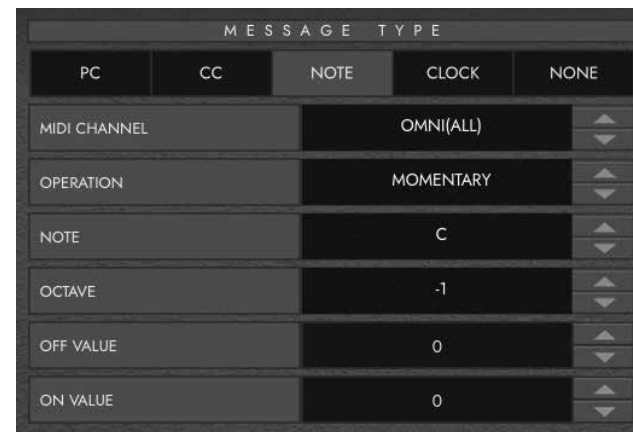 MESSAGE TYPE
PC CC NOTE CLOCK NONE
MIDI CHANNEL OMNI(ALL)
OPERATION MOMENTARY
NOTE C
OCTAVE -1
OFF VALUE 0
ON VALUE 0